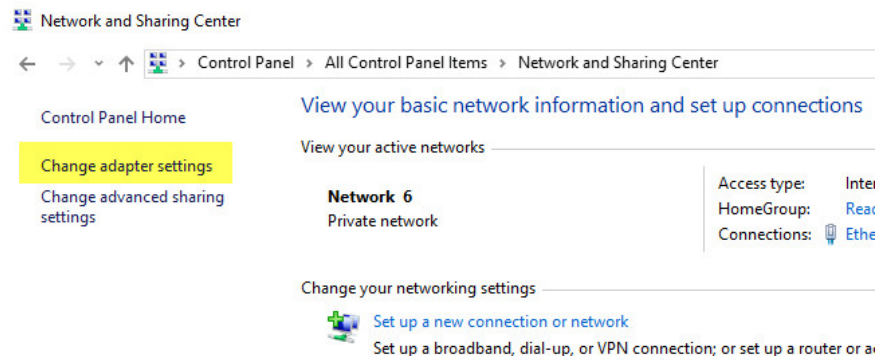 Network and Sharing Center
Control Panel > All Control Panel Items > Network and Sharing Center
Control Panel Home
Change adapter settings
Change advanced sharing
settings
View your basic network information and set up connections
View your active networks
Network 6
Private network
Access type:
HomeGroup:
Connections:
Change your networking settings
Set up a new connection or network
Set up a broadband, dial-up, or VPN connection; or set up a router or